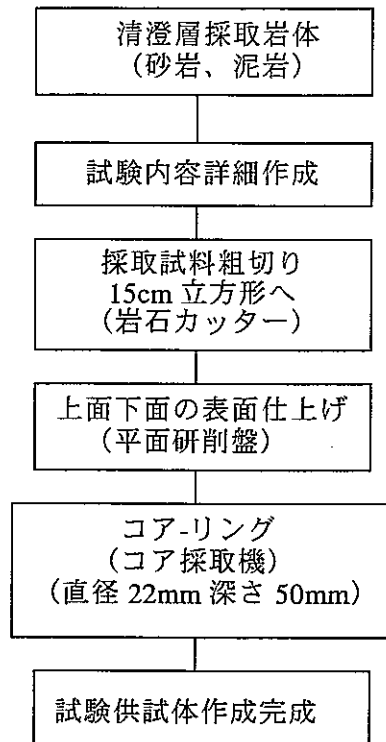 清澄層採取岩体
（砂岩、泥岩）
試験内容詳細作成
採取試料粗切り
15cm 立方形へ
（岩石カッター）
上面下面の表面仕上げ
（平面研削盤）
コア-リング
（コア採取機）
（直径 22mm 深さ 50mm）
試験供試体作成完成